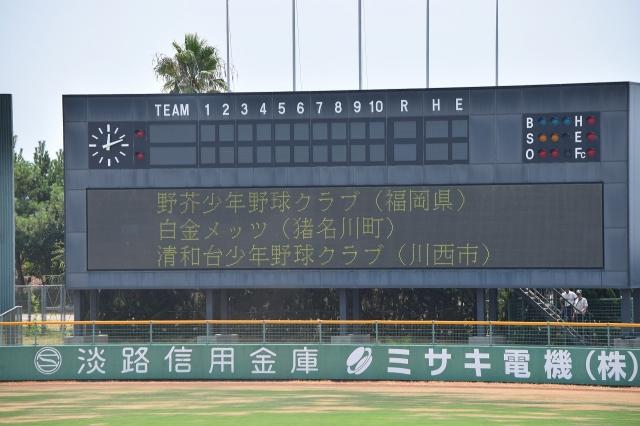 TEAM 1 2 3 4 5 6 7 8 9 10 R H E
B H
S E
O Fc
野芥少年野球クラブ（福岡県）
白金メッツ（猪名川町）
清和台少年野球クラブ（川西市）
淡路信用金庫 ミサキ電機(株)